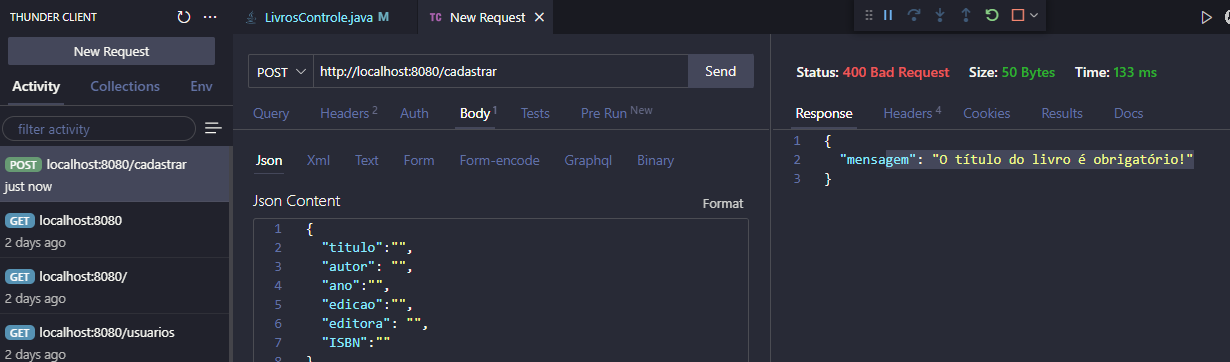 THUNDER CLIENT
New Request
Activity
Collections
Env
filter activity
POST localhost:8080/cadastrar
just now
GET localhost:8080
2 days ago
GET localhost:8080/
2 days ago
GET localhost:8080/usuarios
2 days ago
LivrosControle.java M
TC New Request
POST
http://localhost:8080/cadastrar
Send
Query
Headers 2
Auth
Body 1
Tests
Pre Run New
Json
Xml
Text
Form
Form-encode
Graphql
Binary
Json Content
Format
1 {
2 "titulo":"",
3 "autor": "",
4 "ano":"",
5 "edicao":"",
6 "editora": "",
7 "ISBN":""
8 }
Status: 400 Bad Request Size: 50 Bytes Time: 133 ms
Response
Headers 4
Cookies
Results
Docs
1 {
2 "mensagem": "O título do livro é obrigatório!"
3 }